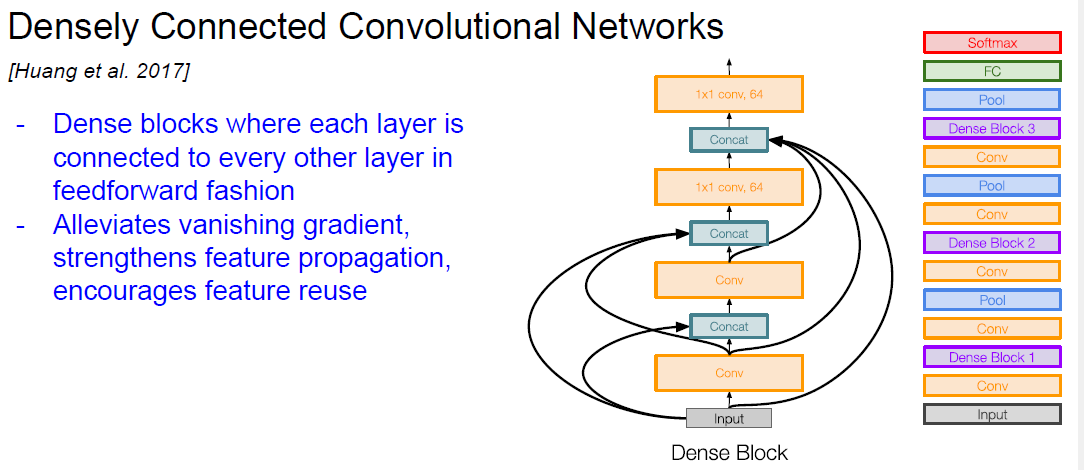 Densely Connected Convolutional Networks
[Huang et al. 2017]
- Dense blocks where each layer is
connected to every other layer in
feedforward fashion
- Alleviates vanishing gradient,
strengthens feature propagation,
encourages feature reuse
1x1 conv, 64
Concat
1x1 conv, 64
Concat
Conv
Concat
Conv
Input
Dense Block
Softmax
FC
Pool
Dense Block 3
Conv
Pool
Conv
Dense Block 2
Conv
Pool
Conv
Dense Block 1
Conv
Input